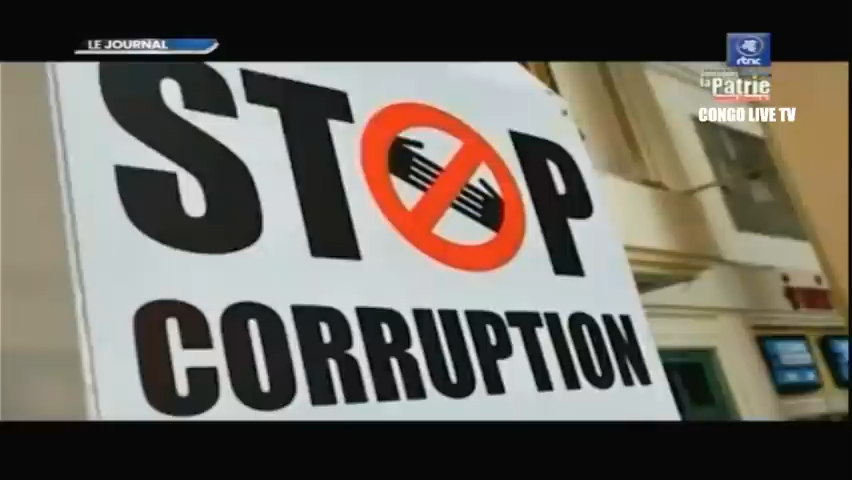 LE JOURNAL
rtnc
la Patrie
CONGO LIVE TV
STOP
CORRUPTION